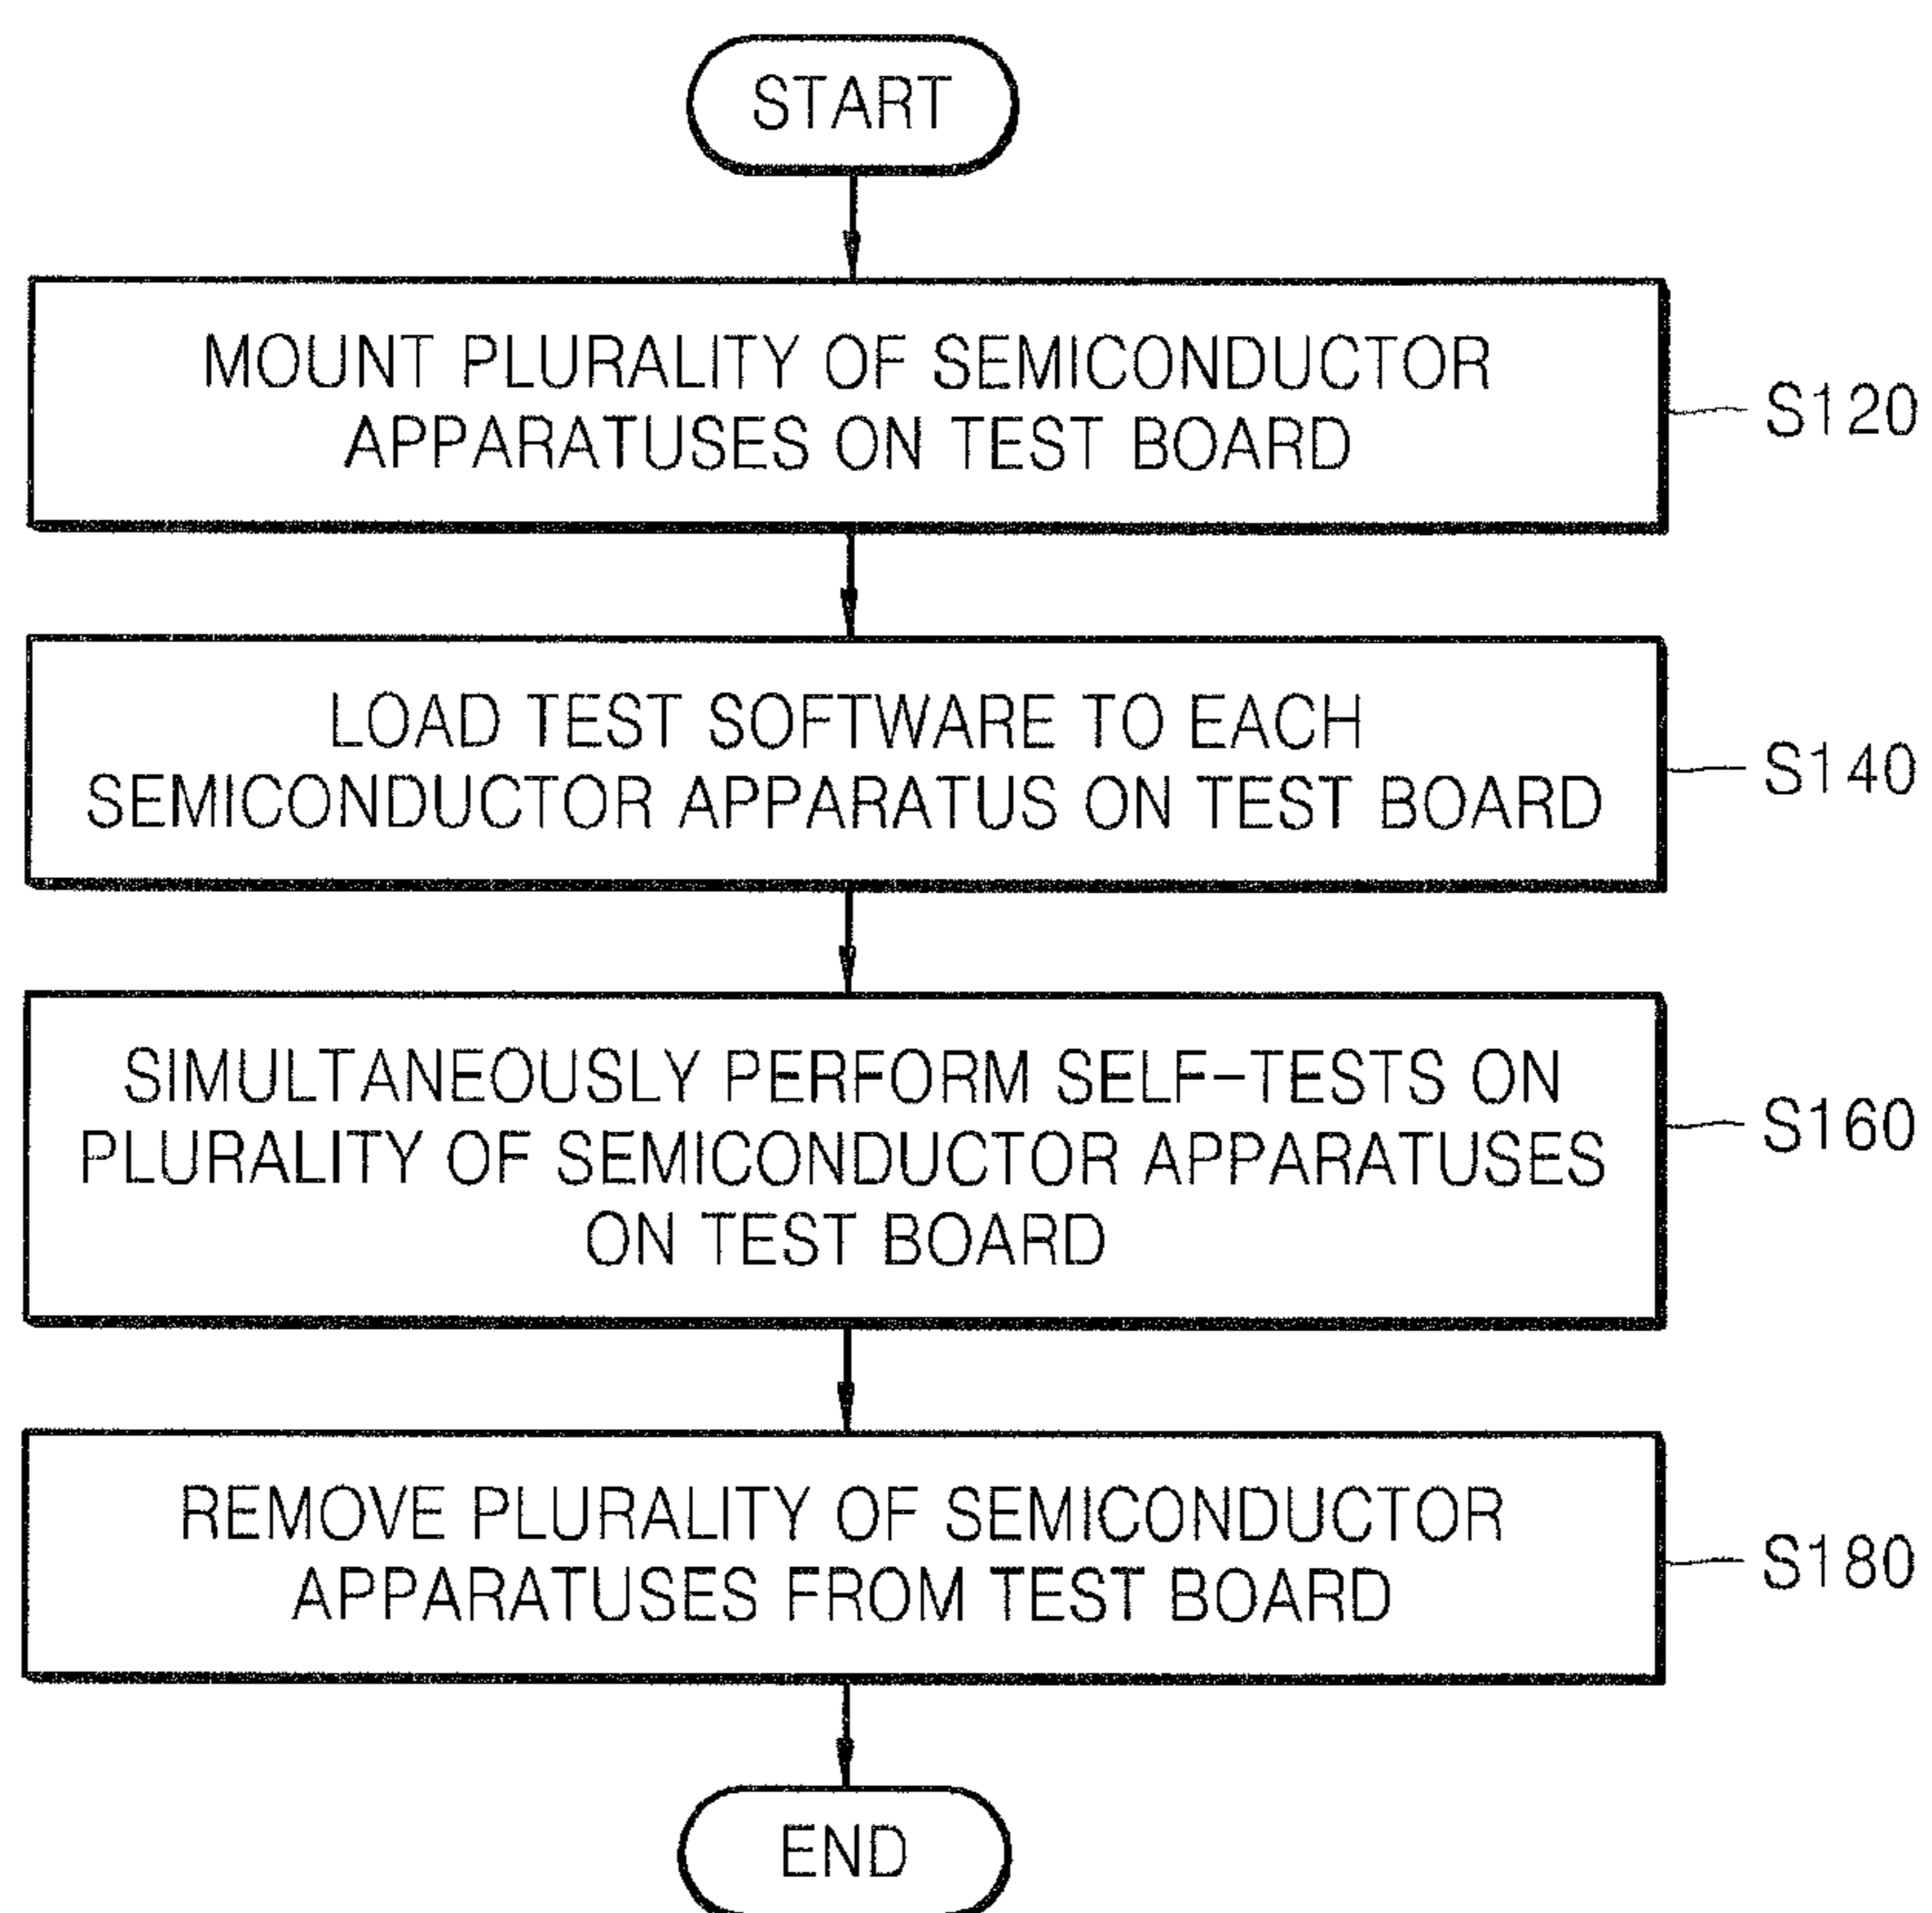 START
MOUNT PLURALITY OF SEMICONDUCTOR
APPARATUSES ON TEST BOARD
S120
LOAD TEST SOFTWARE TO EACH
SEMICONDUCTOR APPARATUS ON TEST BOARD
S140
SIMULTANEOUSLY PERFORM SELF-TESTS ON
PLURALITY OF SEMICONDUCTOR APPARATUSES
ON TEST BOARD
S160
REMOVE PLURALITY OF SEMICONDUCTOR
APPARATUSES FROM TEST BOARD
S180
END